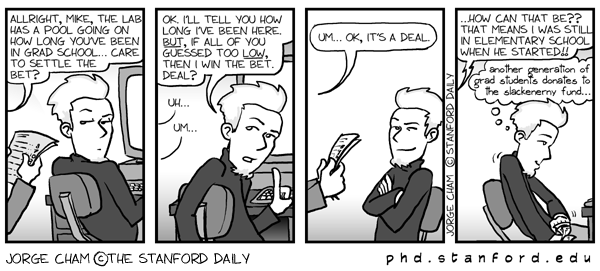 ALLRIGHT, MIKE, THE LAB
HAS A POOL GOING ON
HOW LONG YOU'VE BEEN
IN GRAD SCHOOL... CARE
TO SETTLE THE
BET?
OK. I'LL TELL YOU HOW
LONG I'VE BEEN HERE.
BUT, IF ALL OF YOU
GUESSED TOO LOW,
THEN I WIN THE BET.
DEAL?
UH...
UM...
UM... OK, IT'S A DEAL.
JORGE CHAM © STANFORD DAILY
...HOW CAN THAT BE??
THAT MEANS I WAS STILL
IN ELEMENTARY SCHOOL
WHEN HE STARTED!!
another generation of
grad students donates to
the slackenerny fund...
JORGE CHAM ©THE STANFORD DAILY
phd.stanford.edu